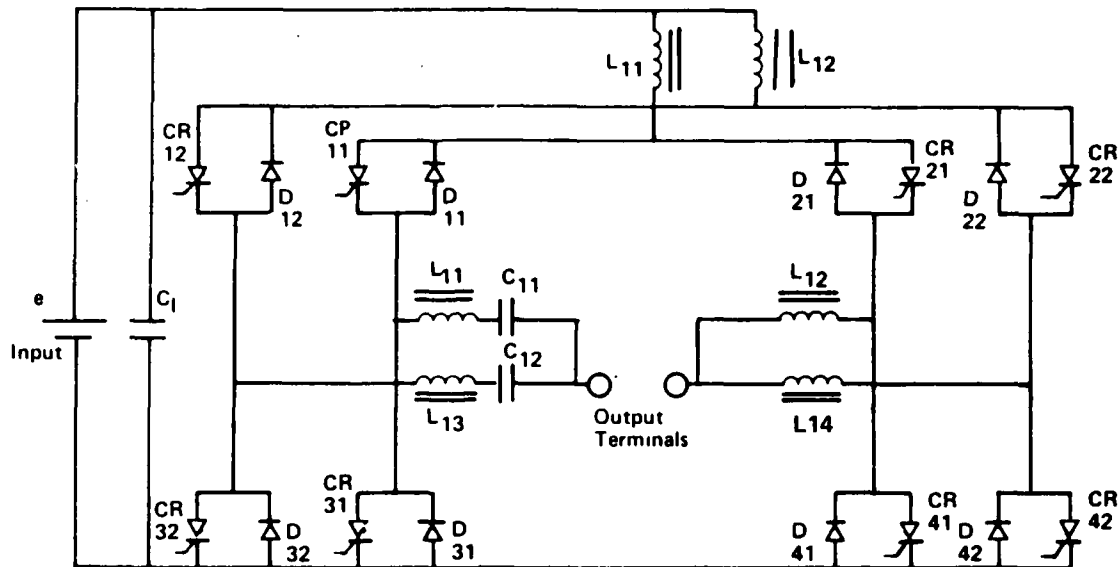 L11
L12
CR
12
CP
11
CR
21
CR
22
D
12
D
11
D
21
D
22
L11
C11
L12
e
CI
Input
C12
L13
Output
Terminals
L14
CR
32
D
32
CR
31
D
31
D
41
CR
41
D
42
CR
42